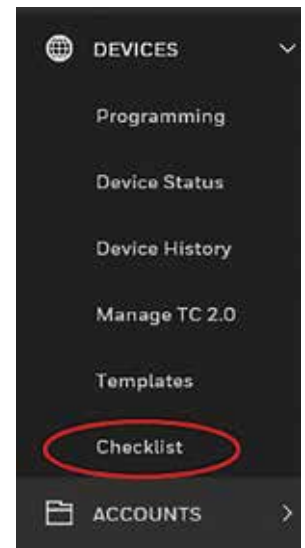 DEVICES
Programming
Device Status
Device History
Manage TC 2.0
Templates
Checklist
ACCOUNTS